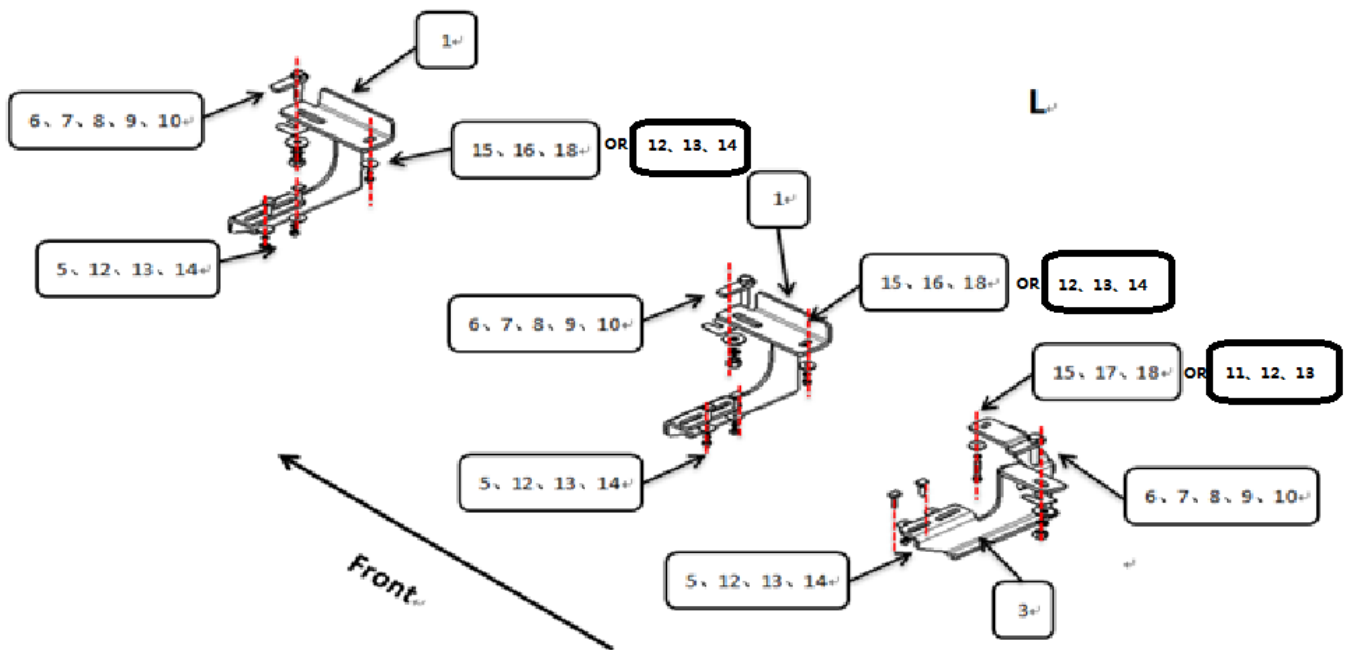 1↵
L↵
6、7、8、9、10↵
15、16、18↵ OR 12、13、14
1↵
5、12、13、14↵
15、16、18↵ OR 12、13、14
6、7、8、9、10↵
15、17、18↵ OR 11、12、13
5、12、13、14↵
6、7、8、9、10↵
↵
Front↵
5、12、13、14↵
3↵